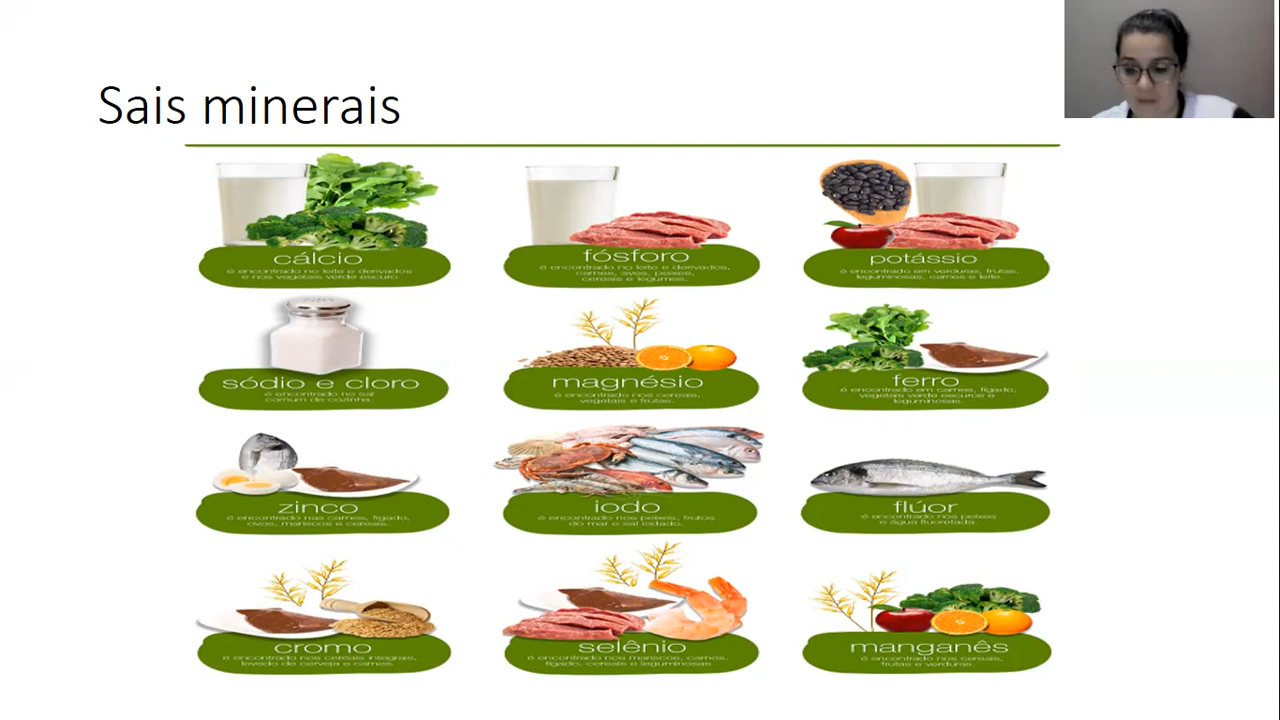 Sais minerais
cálcio
é encontrado no leite e derivados
e nos vegetais verde escuro
fósforo
é encontrado no leite e derivados,
carnes, aves, peixes,
cereais e legumes.
potássio
é encontrado em verduras, frutas,
leguminosas, carnes e leite.
sódio e cloro
é encontrado no sal
comum de cozinha.
magnésio
é encontrado nos cereais,
vegetais e frutas.
ferro
é encontrado em carnes, fígado,
vegetais verde escuros e
leguminosas.
zinco
é encontrado nas carnes, fígado,
ovos, mariscos e cereais.
iodo
é encontrado nos peixes, frutos
do mar e sal iodado.
flúor
é encontrado nos peixes
e água fluoretada.
cromo
é encontrado nos cereais integrais,
levedo de cerveja e carnes.
selênio
é encontrado nos mariscos, carnes,
fígado, cereais e leguminosas
manganês
é encontrado nos cereais,
frutas e verduras.